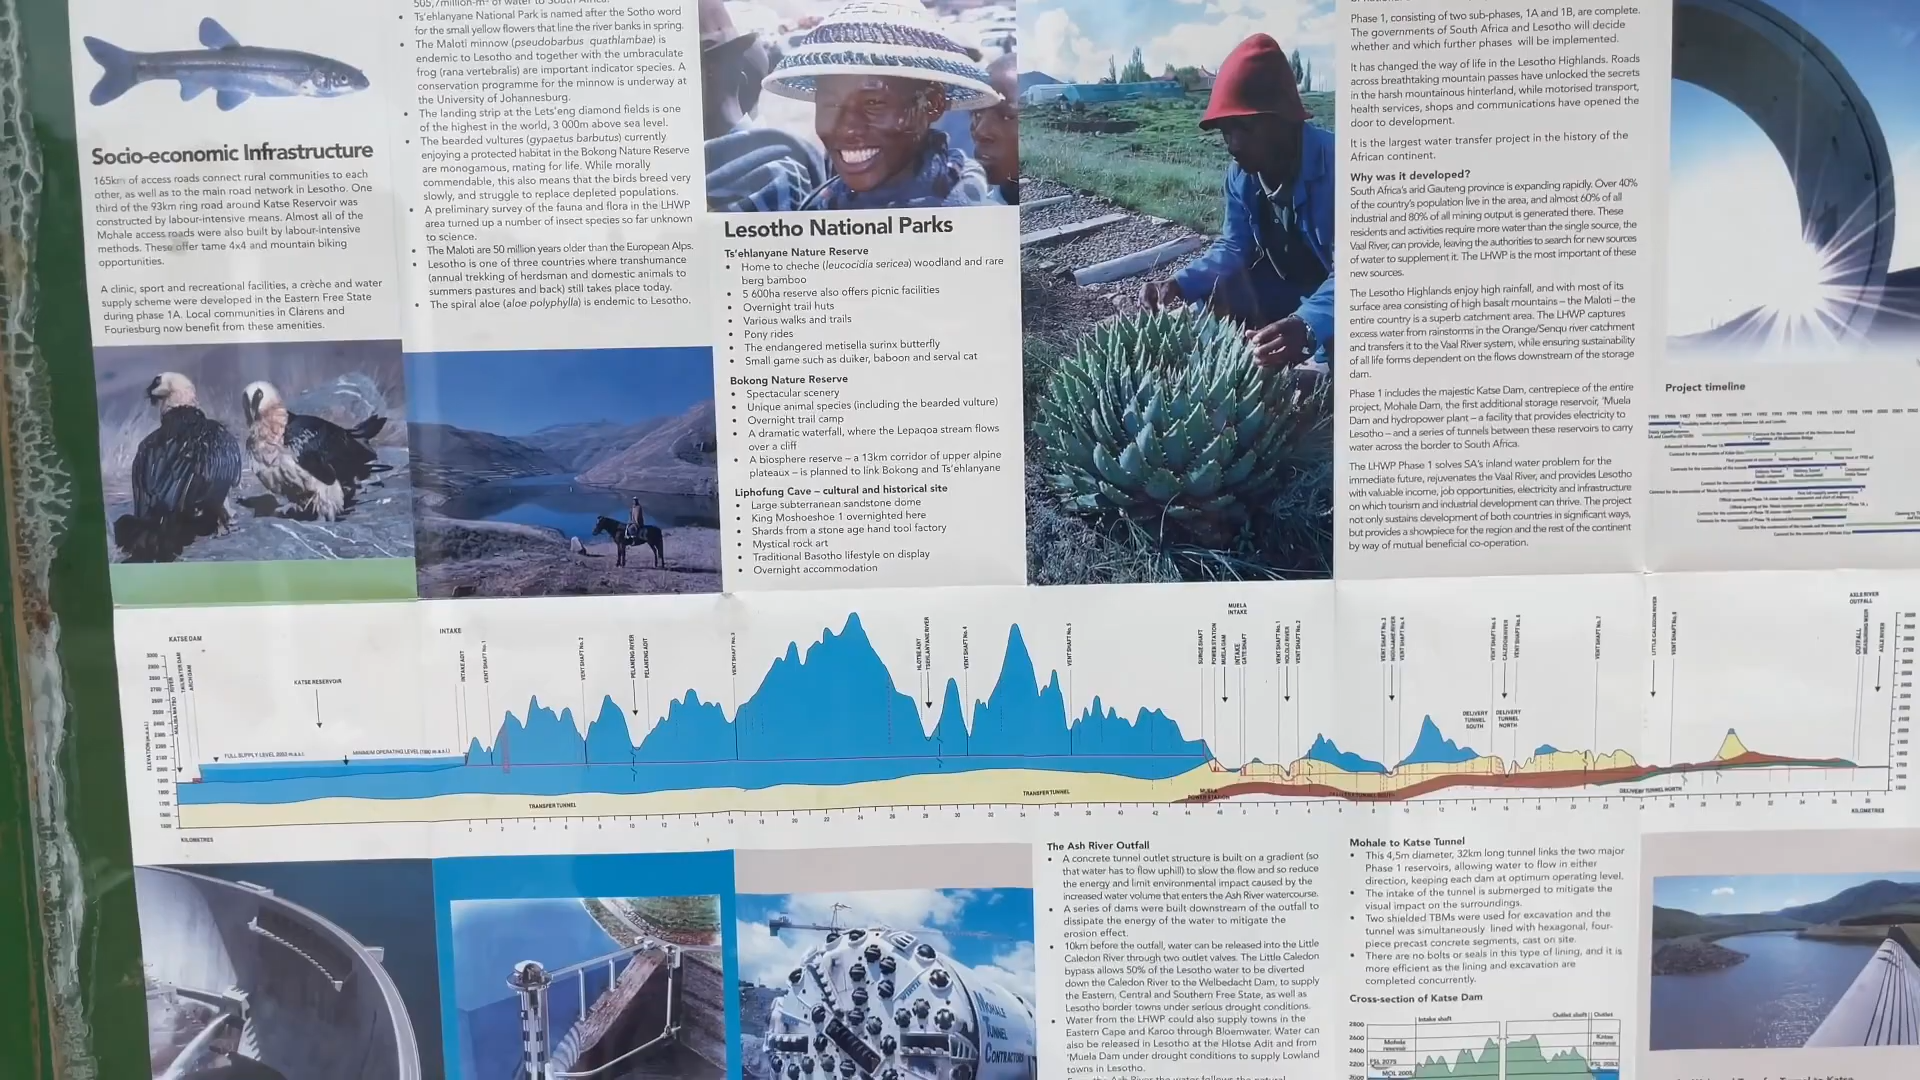 Socio-economic Infrastructure
165km of access roads connect rural communities to each
other, as well as to the main road network in Lesotho. One
third of the 93km ring road around Katse Reservoir was
constructed by labour-intensive means. Almost all of the
Mohale access roads were also built by labour-intensive
methods. These offer tame 4x4 and mountain biking
opportunities.
A clinic, sport and recreational facilities, a crèche and water
supply scheme were developed in the Eastern Free State
during phase 1A. Local communities in Clarens and
Fouriesburg now benefit from these amenities.
505,7million-m³ of water to South Africa.
• Ts'ehlanyane National Park is named after the Sotho word
for the small yellow flowers that line the river banks in spring.
• The Maloti minnow (pseudobarbus quathlambae) is
endemic to Lesotho and together with the umbraculate
frog (rana vertebralis) are important indicator species. A
conservation programme for the minnow is underway at
the University of Johannesburg.
• The landing strip at the Lets'eng diamond fields is one
of the highest in the world, 3 000m above sea level.
• The bearded vultures (gypaetus barbutus) currently
enjoying a protected habitat in the Bokong Nature Reserve
are monogamous, mating for life. While morally
commendable, this also means that the birds breed very
slowly, and struggle to replace depleted populations.
• A preliminary survey of the fauna and flora in the LHWP
area turned up a number of insect species so far unknown
to science.
• The Maloti are 50 million years older than the European Alps.
• Lesotho is one of three countries where transhumance
(annual trekking of herdsman and domestic animals to
summers pastures and back) still takes place today.
• The spiral aloe (aloe polyphylla) is endemic to Lesotho.
Lesotho National Parks
Ts'ehlanyane Nature Reserve
• Home to cheche (leucocidia sericea) woodland and rare
berg bamboo
• 5 600ha reserve also offers picnic facilities
• Overnight trail huts
• Various walks and trails
• Pony rides
• The endangered metisella surinx butterfly
• Small game such as duiker, baboon and serval cat
Bokong Nature Reserve
• Spectacular scenery
• Unique animal species (including the bearded vulture)
• Overnight trail camp
• A dramatic waterfall, where the Lepaqoa stream flows
over a cliff
• A biosphere reserve – a 13km corridor of upper alpine
plateaux – is planned to link Bokong and Ts'ehlanyane
Liphofung Cave – cultural and historical site
• Large subterranean sandstone dome
• King Moshoeshoe 1 overnighted here
• Shards from a stone age hand tool factory
• Mystical rock art
• Traditional Basotho lifestyle on display
• Overnight accommodation
Phase 1, consisting of two sub-phases, 1A and 1B, are complete.
The governments of South Africa and Lesotho will decide
whether and which further phases will be implemented.
It has changed the way of life in the Lesotho Highlands. Roads
across breathtaking mountain passes have unlocked the secrets
in the harsh mountainous hinterland, while motorised transport,
health services, shops and communications have opened the
door to development.
It is the largest water transfer project in the history of the
African continent.
Why was it developed?
South Africa's arid Gauteng province is expanding rapidly. Over 40%
of the country's population live in the area, and almost 60% of all
industrial and 80% of all mining output is generated there. These
residents and activities require more water than the single source, the
Vaal River, can provide, leaving the authorities to search for new sources
of water to supplement it. The LHWP is the most important of these
new sources.
The Lesotho Highlands enjoy high rainfall, and with most of its
surface area consisting of high basalt mountains – the Maloti – the
entire country is a superb catchment area. The LHWP captures
excess water from rainstorms in the Orange/Senqu river catchment
and transfers it to the Vaal River system, while ensuring sustainability
of all life forms dependent on the flows downstream of the storage
dam.
Phase 1 includes the majestic Katse Dam, centrepiece of the entire
project, Mohale Dam, the first additional storage reservoir, 'Muela
Dam and hydropower plant – a facility that provides electricity to
Lesotho – and a series of tunnels between these reservoirs to carry
water across the border to South Africa.
The LHWP Phase 1 solves SA's inland water problem for the
immediate future, rejuvenates the Vaal River, and provides Lesotho
with valuable income, job opportunities, electricity and infrastructure
on which tourism and industrial development can thrive. The project
not only sustains development of both countries in significant ways,
but provides a showpiece for the region and the rest of the continent
by way of mutual beneficial co-operation.
Project timeline
KATSE DAM
KATSE RESERVOIR
INTAKE
MUELA
INTAKE
DELIVERY
TUNNEL
SOUTH
DELIVERY
TUNNEL
NORTH
AXLE RIVER
OUTFALL
TRANSFER TUNNEL
TRANSFER TUNNEL
MUELA
POWER STATION
DELIVERY TUNNEL NORTH
KILOMETRES
KILOMETRES
The Ash River Outfall
• A concrete tunnel outlet structure is built on a gradient (so
that water has to flow uphill) to slow the flow and so reduce
the energy and limit environmental impact caused by the
increased water volume that enters the Ash River watercourse.
• A series of dams were built downstream of the outfall to
dissipate the energy of the water to mitigate the
erosion effect.
• 10km before the outfall, water can be released into the Little
Caledon River through two outlet valves. The Little Caledon
bypass allows 50% of the Lesotho water to be diverted
down the Caledon River to the Welbedacht Dam, to supply
the Eastern, Central and Southern Free State, as well as
Lesotho border towns under serious drought conditions.
• Water from the LHWP could also supply towns in the
Eastern Cape and Karoo through Bloemwater. Water can
also be released in Lesotho at the Hlotse Adit and from
'Muela Dam under drought conditions to supply Lowland
towns in Lesotho.
Mohale to Katse Tunnel
• This 4,5m diameter, 32km long tunnel links the two major
Phase 1 reservoirs, allowing water to flow in either
direction, keeping each dam at optimum operating level.
• The intake of the tunnel is submerged to mitigate the
visual impact on the surroundings.
• Two shielded TBMs were used for excavation and the
tunnel was simultaneously lined with hexagonal, four-
piece precast concrete segments, cast on site.
• There are no bolts or seals in this type of lining, and it is
more efficient as the lining and excavation are
completed concurrently.
Cross-section of Katse Dam
Intake shaft
Outlet shaft
Outlet
Mohale
reservoir
Katse
reservoir
2800
2600
2400
2200
FSL 2075
MOL 2005
FSL 2053
MOHALE
TUNNEL
CONTRACTORS